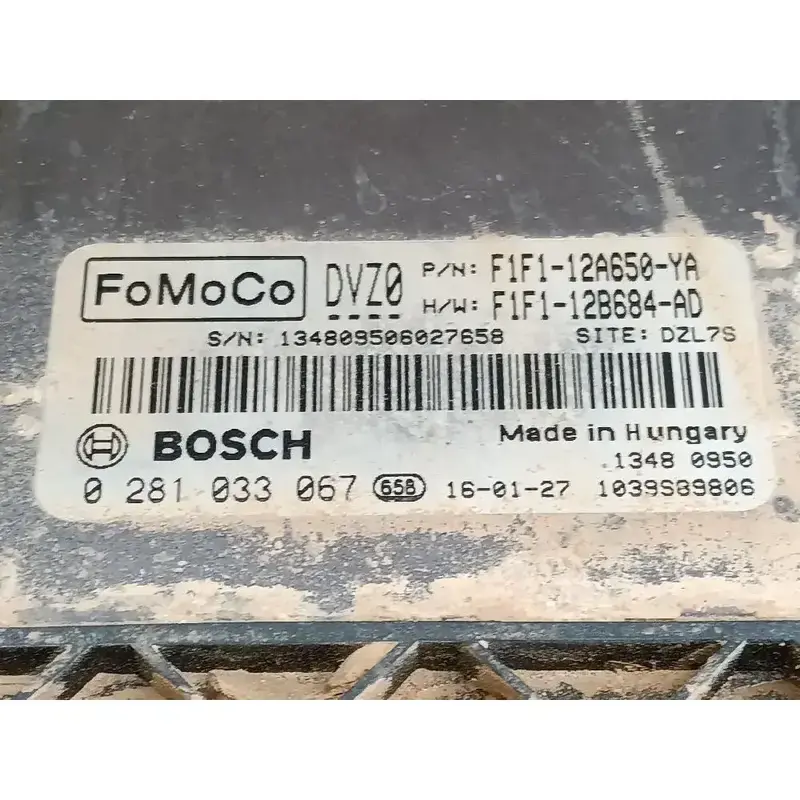 FoMoCo DVZ0 P/N: F1F1-12A650-YA
H/W: F1F1-12B684-AD
S/N: 134809506027658 SITE: DZL7S
BOSCH Made in Hungary
.1348 0950
0 281 033 067 658 16-01-27 1039S89806